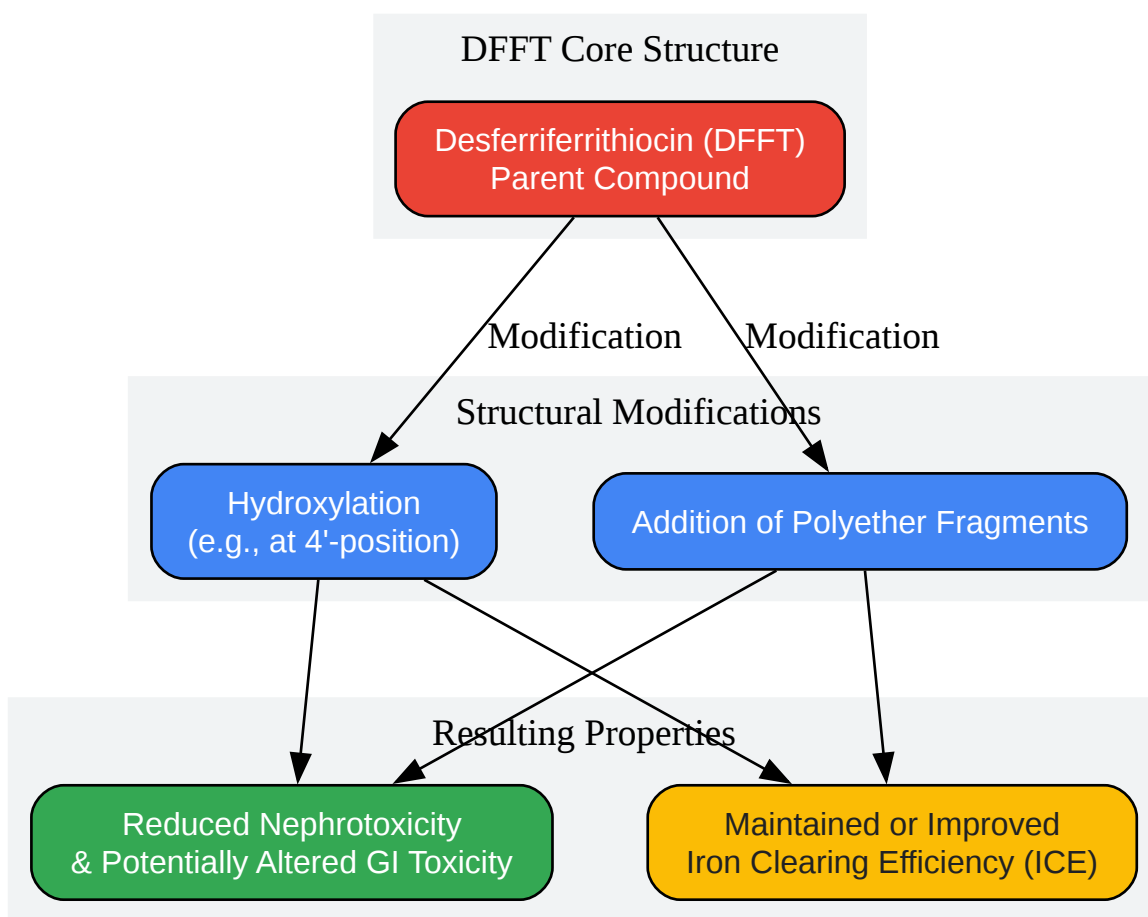 DFFT Core Structure
Desferriferrithiocin (DFFT)
Parent Compound
Modification
Modification
Structural Modifications
Hydroxylation
(e.g., at 4'-position)
Addition of Polyether Fragments
Resulting Properties
Reduced Nephrotoxicity
& Potentially Altered GI Toxicity
Maintained or Improved
Iron Clearing Efficiency (ICE)